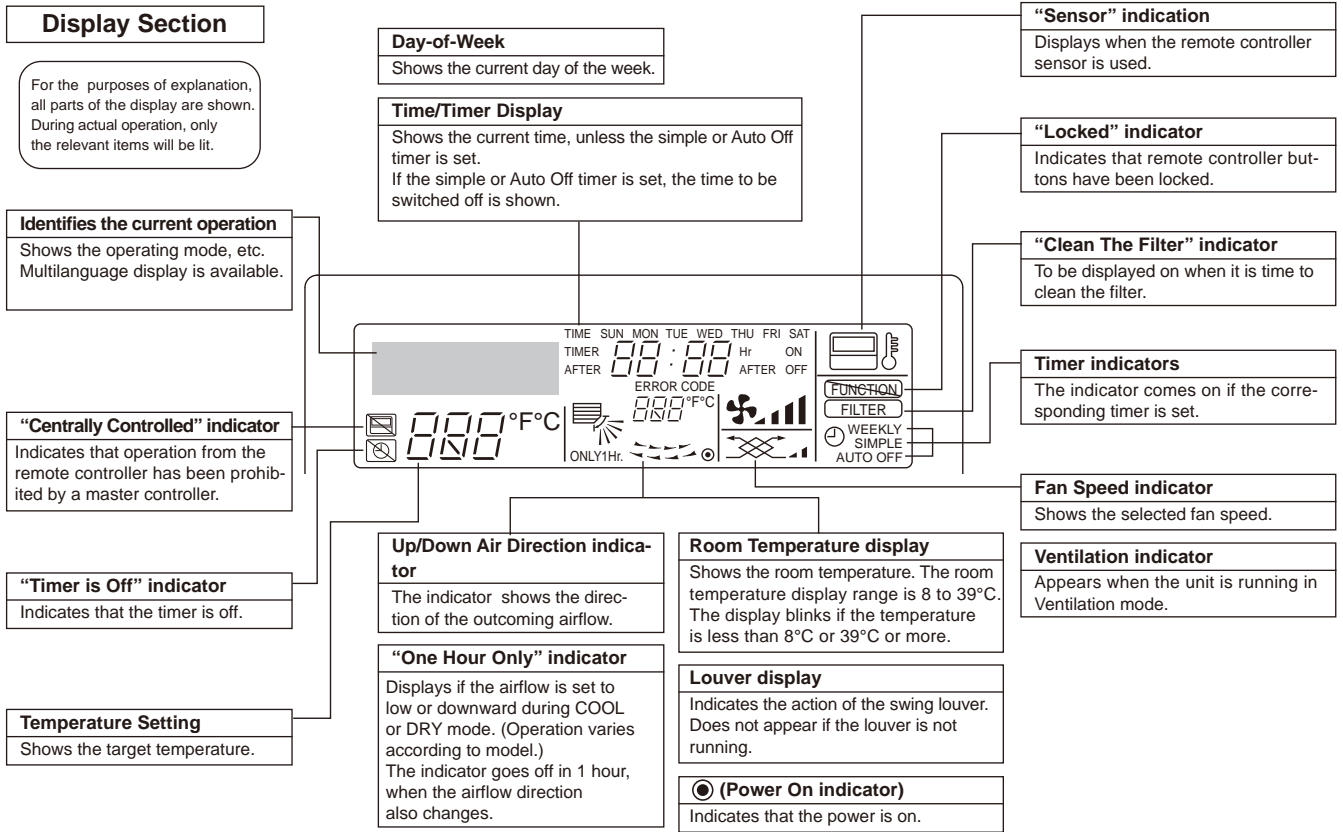 Display Section
For the purposes of explanation,
all parts of the display are shown.
During actual operation, only
the relevant items will be lit.
Identifies the current operation
Shows the operating mode, etc.
Multilanguage display is available.
“Centrally Controlled” indicator
Indicates that operation from the
remote controller has been prohib-
ited by a master controller.
“Timer is Off” indicator
Indicates that the timer is off.
Temperature Setting
Shows the target temperature.
Day-of-Week
Shows the current day of the week.
Time/Timer Display
Shows the current time, unless the simple or Auto Off
timer is set.
If the simple or Auto Off timer is set, the time to be
switched off is shown.
TIME SUN MON TUE WED THU FRI SAT
TIMER 88:88 Hr ON
AFTER AFTER OFF
ERROR CODE
888°F°C
888°F°C
ONLY1Hr.
FUNCTION
FILTER
WEEKLY
SIMPLE
AUTO OFF
Up/Down Air Direction indica-
tor
The indicator shows the direc-
tion of the outcoming airflow.
“One Hour Only” indicator
Displays if the airflow is set to
low or downward during COOL
or DRY mode. (Operation varies
according to model.)
The indicator goes off in 1 hour,
when the airflow direction
also changes.
Room Temperature display
Shows the room temperature. The room
temperature display range is 8 to 39°C.
The display blinks if the temperature
is less than 8°C or 39°C or more.
Louver display
Indicates the action of the swing louver.
Does not appear if the louver is not
running.
(Power On indicator)
Indicates that the power is on.
“Sensor” indication
Displays when the remote controller
sensor is used.
“Locked” indicator
Indicates that remote controller but-
tons have been locked.
“Clean The Filter” indicator
To be displayed on when it is time to
clean the filter.
Timer indicators
The indicator comes on if the corre-
sponding timer is set.
Fan Speed indicator
Shows the selected fan speed.
Ventilation indicator
Appears when the unit is running in
Ventilation mode.